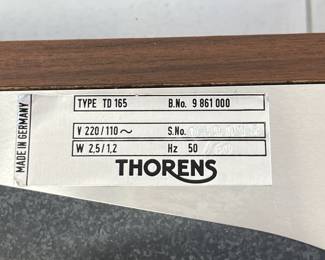 MADE IN GERMANY
TYPE TD 165 B.No. 9 861 000
V 220/110 ~ S.No.
W 2,5/1,2 Hz 50
THORENS